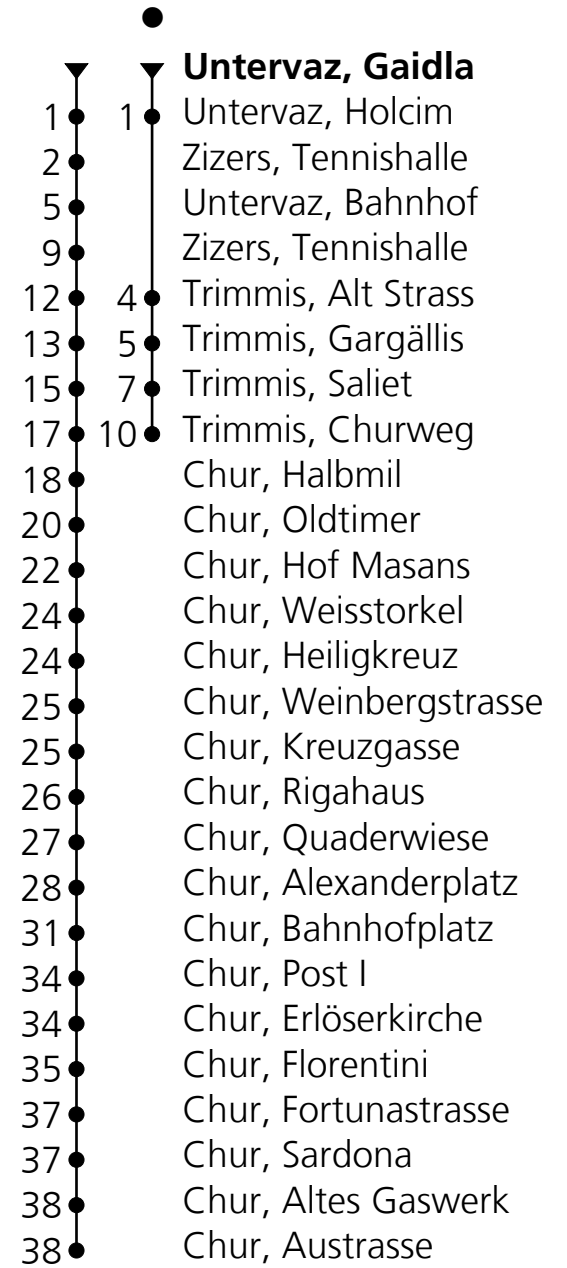 Untervaz, Gaidla
1 1 Untervaz, Holcim
2 Zizers, Tennishalle
5 Untervaz, Bahnhof
9 Zizers, Tennishalle
12 4 Trimmis, Alt Strass
13 5 Trimmis, Gargällis
15 7 Trimmis, Saliet
17 10 Trimmis, Churweg
18 Chur, Halbmil
20 Chur, Oldtimer
22 Chur, Hof Masans
24 Chur, Weisstorkel
24 Chur, Heiligkreuz
25 Chur, Weinbergstrasse
25 Chur, Kreuzgasse
26 Chur, Rigahaus
27 Chur, Quaderwiese
28 Chur, Alexanderplatz
31 Chur, Bahnhofplatz
34 Chur, Post I
34 Chur, Erlöserkirche
35 Chur, Florentini
37 Chur, Fortunastrasse
37 Chur, Sardona
38 Chur, Altes Gaswerk
38 Chur, Austrasse